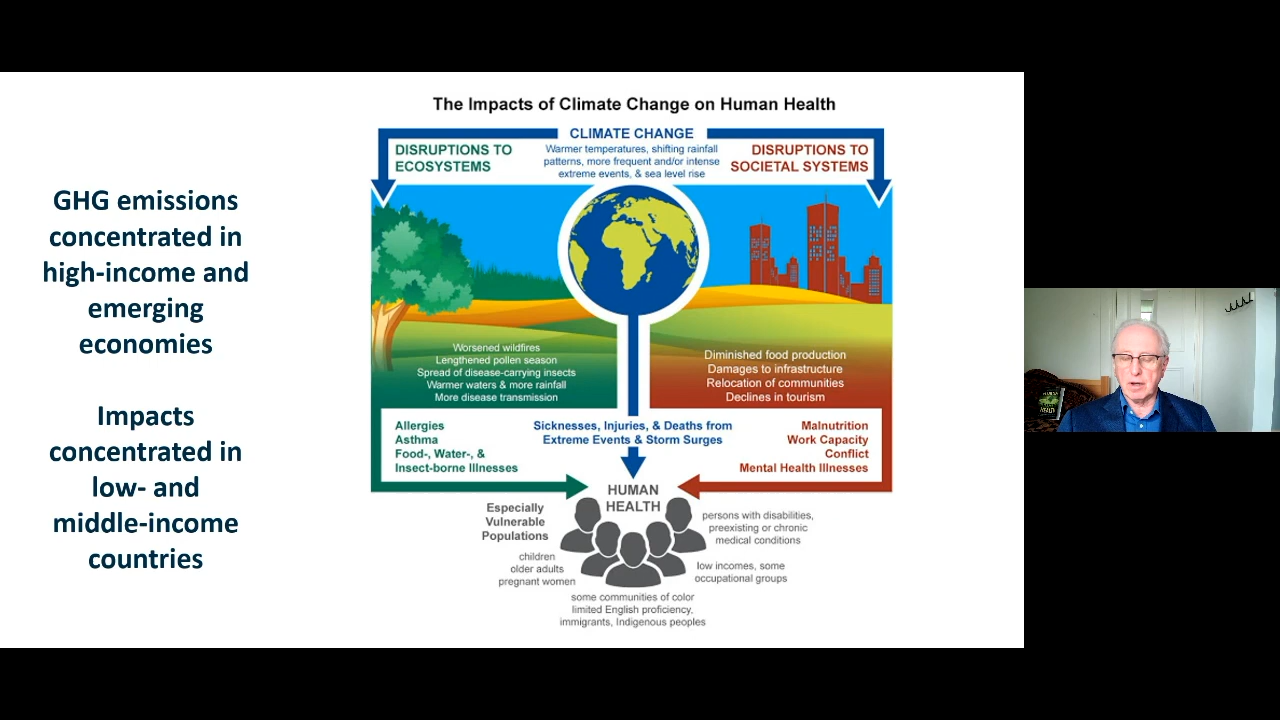 GHG emissions
concentrated in
high-income and
emerging
economies
Impacts
concentrated in
low- and
middle-income
countries
The Impacts of Climate Change on Human Health
CLIMATE CHANGE
Warmer temperatures, shifting rainfall
patterns, more frequent and/or intense
extreme events, & sea level rise
DISRUPTIONS TO
ECOSYSTEMS
DISRUPTIONS TO
SOCIETAL SYSTEMS
Worsened wildfires
Lengthened pollen season
Spread of disease-carrying insects
Warmer waters & more rainfall
More disease transmission
Diminished food production
Damages to infrastructure
Relocation of communities
Declines in tourism
Allergies
Asthma
Food-, Water-, &
Insect-borne Illnesses
Sicknesses, Injuries, & Deaths from
Extreme Events & Storm Surges
Malnutrition
Work Capacity
Conflict
Mental Health Illnesses
HUMAN
HEALTH
Especially
Vulnerable
Populations
children
older adults
pregnant women
persons with disabilities,
preexisting or chronic
medical conditions
low incomes, some
occupational groups
some communities of color
limited English proficiency,
immigrants, Indigenous peoples